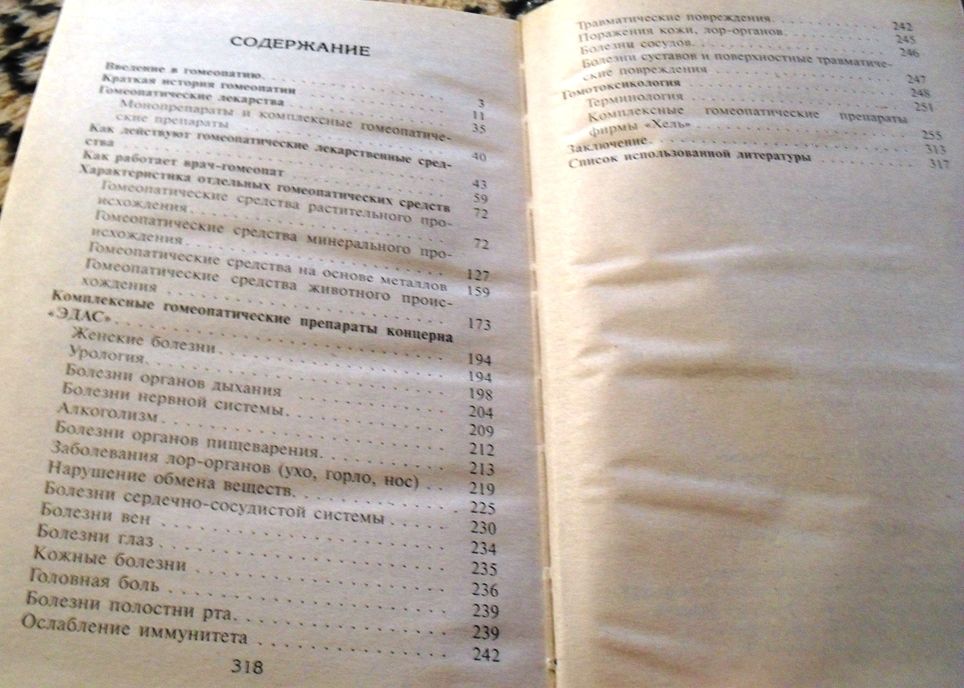 СОДЕРЖАНИЕ
Введение в гомеопатию. 3
Краткая история гомеопатии 11
Гомеопатические лекарства 35
Монопрепараты и комплексные гомеопатиче-
ские препараты 40
Как действуют гомеопатические лекарственные сред-
ства 43
Как работает врач-гомеопат 59
Характеристика отдельных гомеопатических средств 72
Гомеопатические средства растительного про-
исхождения 72
Гомеопатические средства минерального про-
исхождения 127
Гомеопатические средства на основе металлов 159
Гомеопатические средства животного проис-
хождения 173
Комплексные гомеопатические препараты концерна
«ЭДАС» 194
Женские болезни 194
Урология 198
Болезни органов дыхания 204
Болезни нервной системы 209
Алкоголизм 212
Болезни органов пищеварения 213
Заболевания лор-органов (ухо, горло, нос) 219
Нарушение обмена веществ 225
Болезни сердечно-сосудистой системы 230
Болезни вен 234
Болезни глаз 235
Кожные болезни 236
Головная боль 239
Болезни полостни рта 239
Ослабление иммунитета 242
318
Травматические повреждения 242
Поражения кожи, лор-органов 245
Болезни сосудов 246
Болезни суставов и поверхностные травматиче-
ские повреждения 247
Гомотоксикология 248
Терминология 251
Комплексные гомеопатические препараты
фирмы «Хель» 255
Заключение 313
Список использованной литературы 317